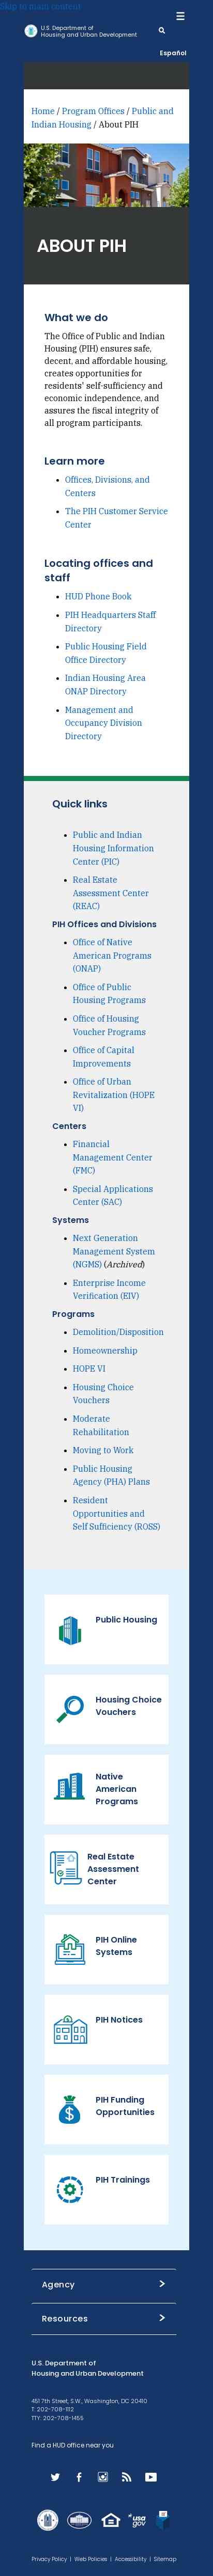 Skip to main content
U.S. Department of
Housing and Urban Development
Español
Home / Program Offices / Public and
Indian Housing / About PIH
ABOUT PIH
What we do
The Office of Public and Indian
Housing (PIH) ensures safe,
decent, and affordable housing,
creates opportunities for
residents' self-sufficiency and
economic independence, and
assures the fiscal integrity of
all program participants.
Learn more
Offices, Divisions, and
Centers
The PIH Customer Service
Center
Locating offices and
staff
HUD Phone Book
PIH Headquarters Staff
Directory
Public Housing Field
Office Directory
Indian Housing Area
ONAP Directory
Management and
Occupancy Division
Directory
Quick links
Public and Indian
Housing Information
Center (PIC)
Real Estate
Assessment Center
(REAC)
PIH Offices and Divisions
Office of Native
American Programs
(ONAP)
Office of Public
Housing Programs
Office of Housing
Voucher Programs
Office of Capital
Improvements
Office of Urban
Revitalization (HOPE
VI)
Centers
Financial
Management Center
(FMC)
Special Applications
Center (SAC)
Systems
Next Generation
Management System
(NGMS) (Archived)
Enterprise Income
Verification (EIV)
Programs
Demolition/Disposition
Homeownership
HOPE VI
Housing Choice
Vouchers
Moderate
Rehabilitation
Moving to Work
Public Housing
Agency (PHA) Plans
Resident
Opportunities and
Self Sufficiency (ROSS)
Public Housing
Housing Choice
Vouchers
Native
American
Programs
Real Estate
Assessment
Center
PIH Online
Systems
PIH Notices
PIH Funding
Opportunities
PIH Trainings
Agency
Resources
U.S. Department of
Housing and Urban Development
451 7th Street, S.W., Washington, DC 20410
T: 202-708-1112
TTY: 202-708-1455
Find a HUD office near you
usa
gov
Privacy Policy | Web Policies | Accessibility | Sitemap